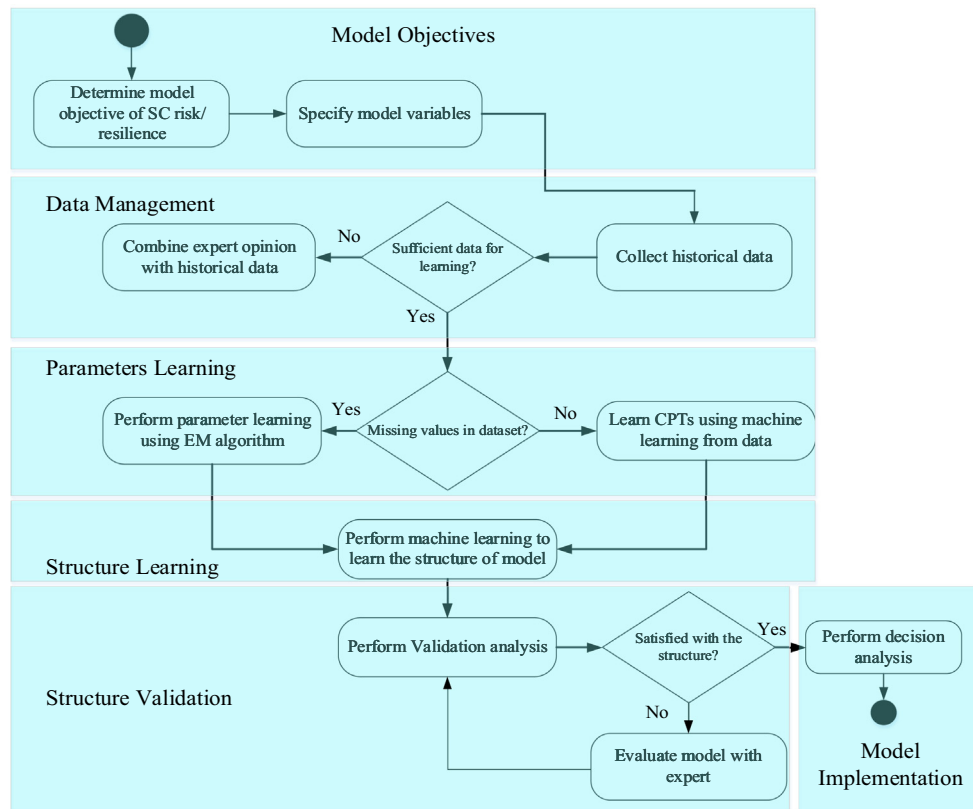 Model Objectives
Determine model
objective of SC risk/
resilience
Specify model variables
Data Management
Combine expert opinion
with historical data
No
Sufficient data for
learning?
Collect historical data
Yes
Parameters Learning
Perform parameter learning
using EM algorithm
Yes
Missing values in dataset?
No
Learn CPTs using machine
learning from data
Perform machine learning to
learn the structure of model
Structure Learning
Perform Validation analysis
Satisfied with the
structure?
Yes
Perform decision
analysis
Structure Validation
No
Evaluate model with
expert
Model
Implementation